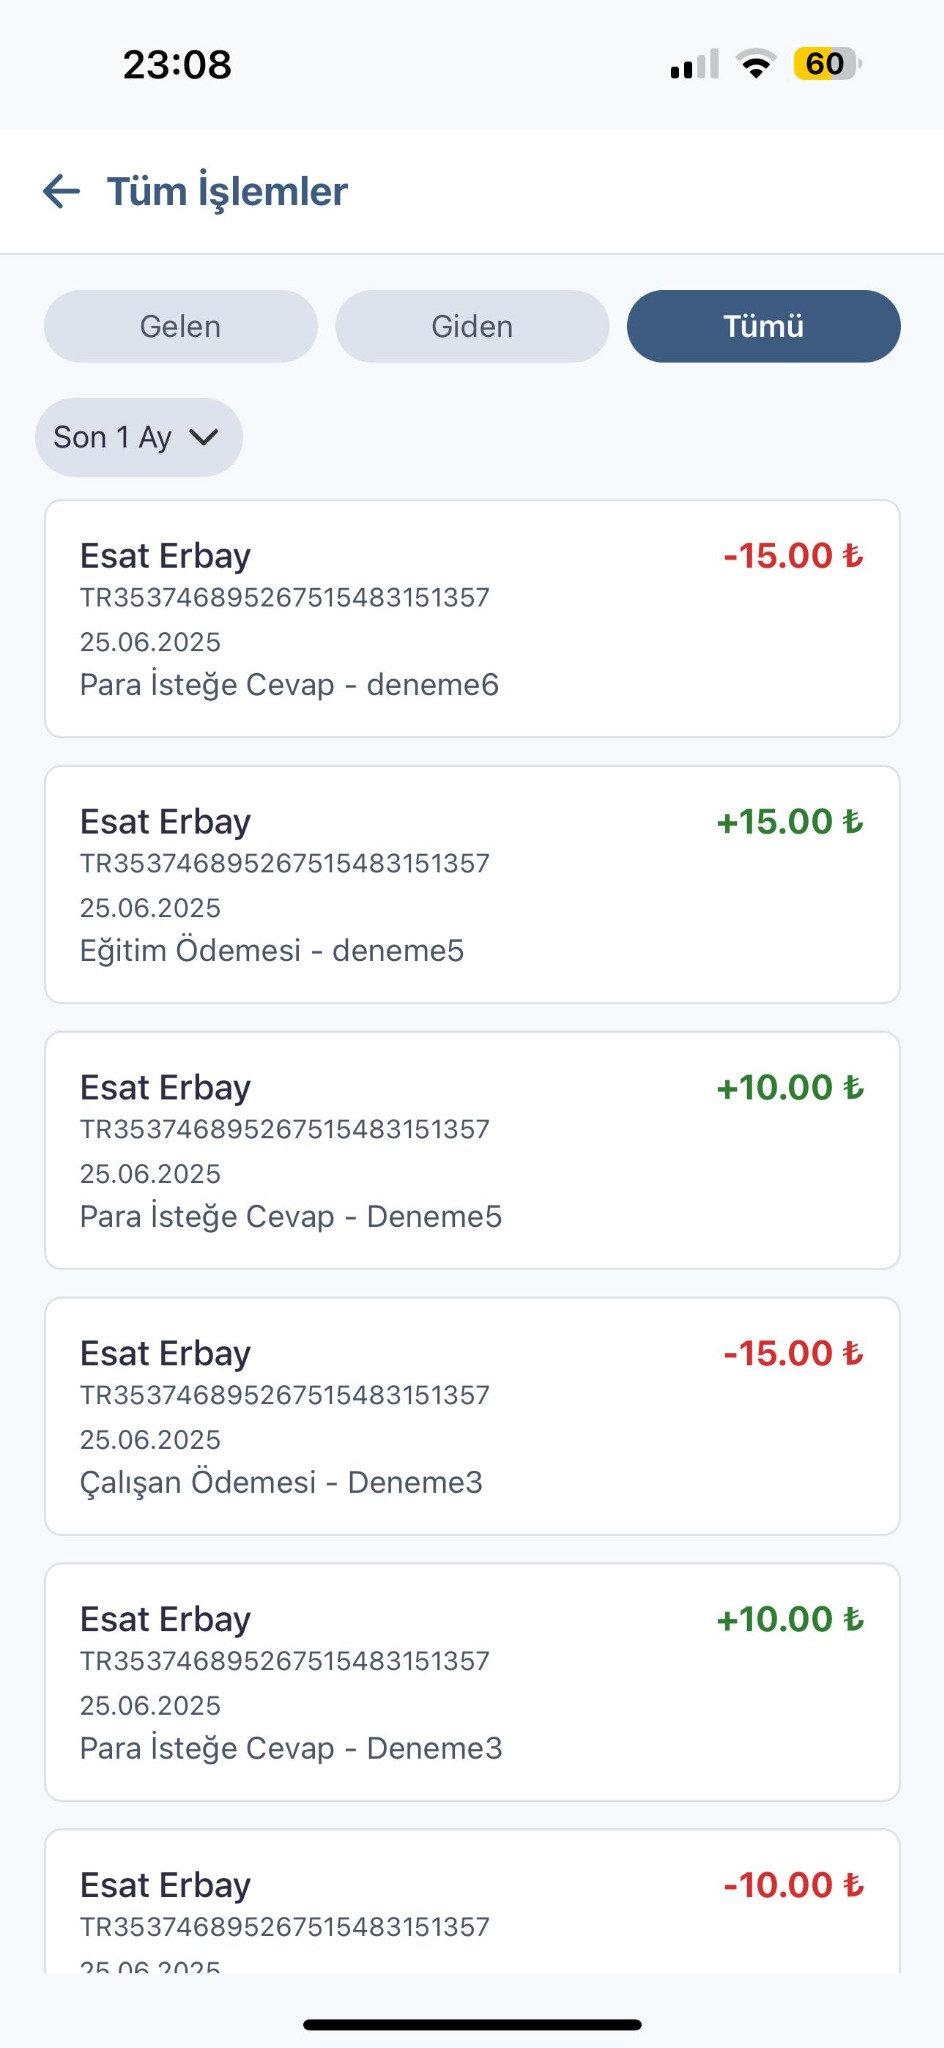 23:08
60
Tüm İşlemler
Gelen
Giden
Tümü
Son 1 Ay
Esat Erbay
-15.00 ₺
TR353746895267515483151357
25.06.2025
Para İsteğe Cevap - deneme6
Esat Erbay
+15.00 ₺
TR353746895267515483151357
25.06.2025
Eğitim Ödemesi - deneme5
Esat Erbay
+10.00 ₺
TR353746895267515483151357
25.06.2025
Para İsteğe Cevap - Deneme5
Esat Erbay
-15.00 ₺
TR353746895267515483151357
25.06.2025
Çalışan Ödemesi - Deneme3
Esat Erbay
+10.00 ₺
TR353746895267515483151357
25.06.2025
Para İsteğe Cevap - Deneme3
Esat Erbay
-10.00 ₺
TR353746895267515483151357
25.06.2025